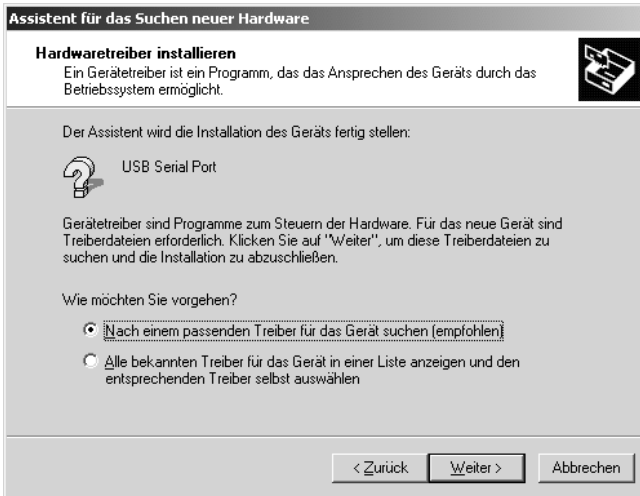 Assistent für das Suchen neuer Hardware
Hardwaretreiber installieren
Ein Gerätetreiber ist ein Programm, das das Ansprechen des Geräts durch das
Betriebssystem ermöglicht.
Der Assistent wird die Installation des Geräts fertig stellen:
USB Serial Port
Gerätetreiber sind Programme zum Steuern der Hardware. Für das neue Gerät sind
Treiberdateien erforderlich. Klicken Sie auf "Weiter", um diese Treiberdateien zu
suchen und die Installation zu abzuschließen.
Wie möchten Sie vorgehen?
Nach einem passenden Treiber für das Gerät suchen (empfohlen)
Alle bekannten Treiber für das Gerät in einer Liste anzeigen und den
entsprechenden Treiber selbst auswählen
< Zurück Weiter > Abbrechen